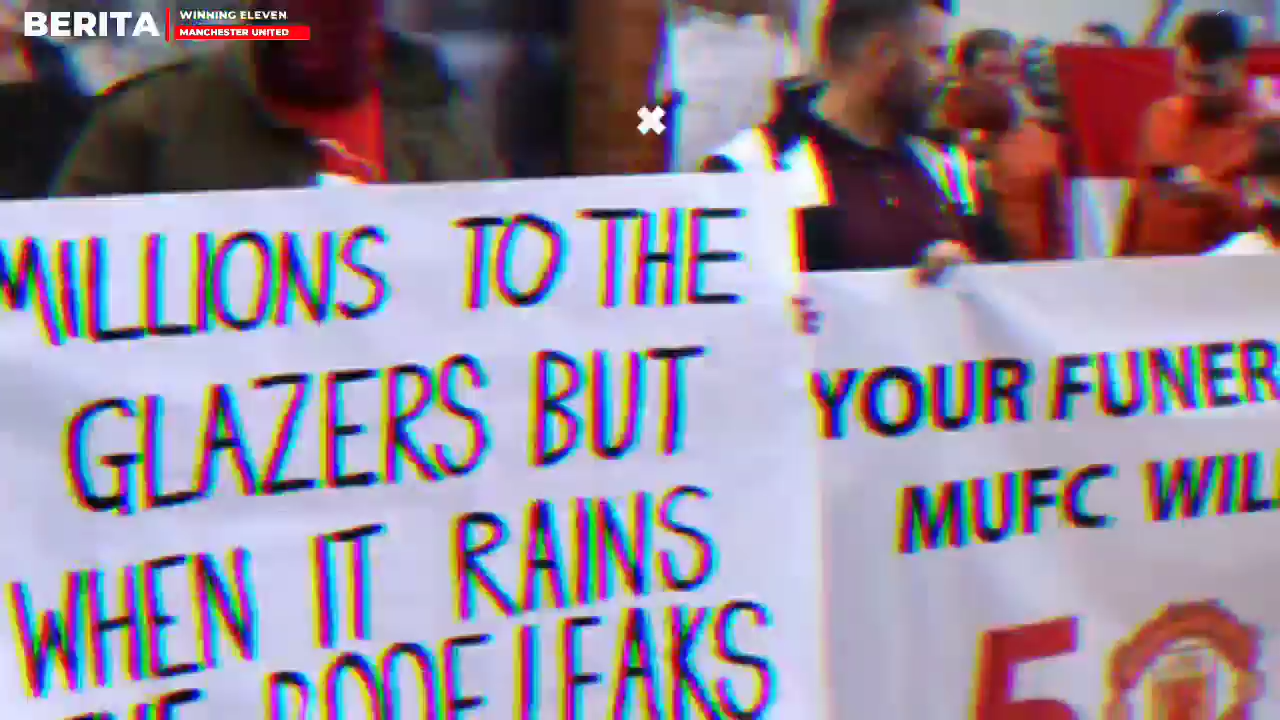 BERITA
WINNING ELEVEN
MANCHESTER UNITED
MILLIONS TO THE
GLAZERS BUT
WHEN IT RAINS
ROOF LEAKS
YOUR FUNER
MUFC WIL
50